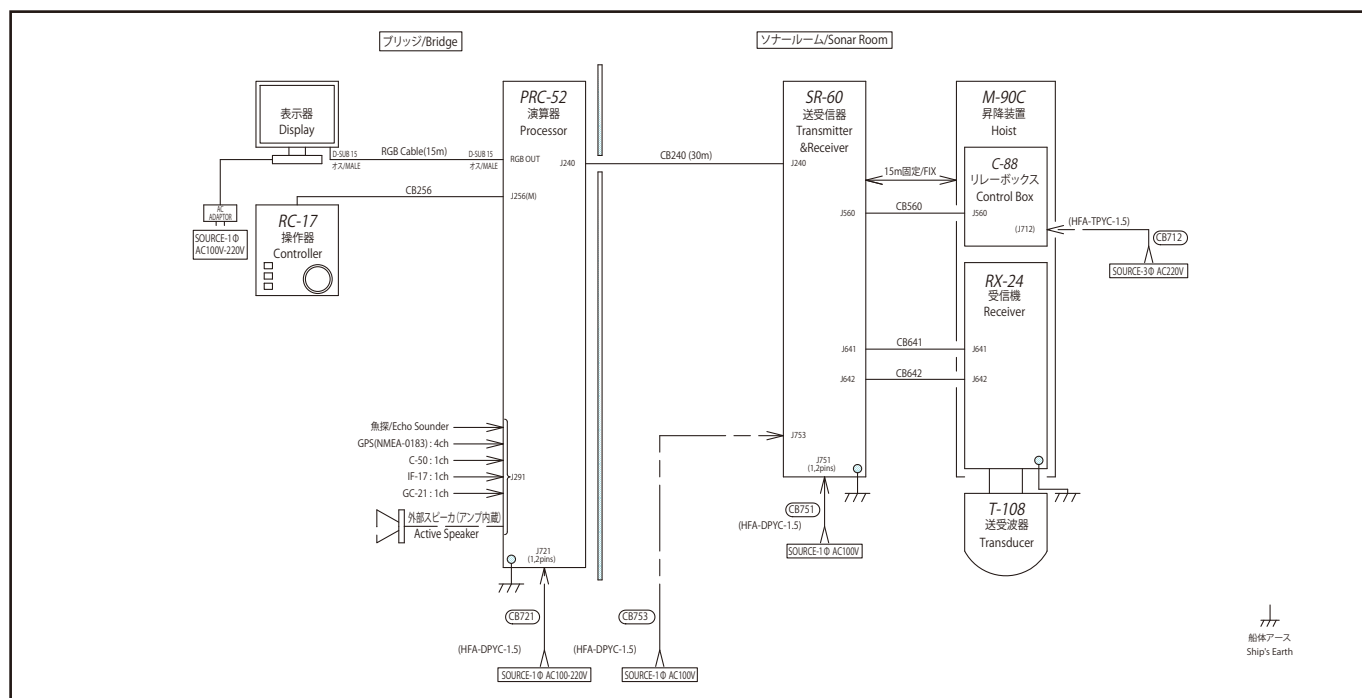 ブリッジ/Bridge
ソナールーム/Sonar Room
表示器
Display
D-SUB 15
オス/MALE
RGB Cable(15m)
D-SUB 15
オス/MALE
AC
ADAPTOR
SOURCE-1Φ
AC100V-220V
CB256
RC-17
操作器
Controller
PRC-52
演算器
Processor
RGB OUT
J240
J256(M)
CB240 (30m)
魚探/Echo Sounder
GPS(NMEA-0183) : 4ch
C-50 : 1ch
IF-17 : 1ch
GC-21 : 1ch
J291
外部スピーカ(アンプ内蔵)
Active Speaker
J721
(1,2pins)
CB721
(HFA-DPYC-1.5)
SOURCE-1Φ AC100-220V
CB753
(HFA-DPYC-1.5)
SOURCE-1Φ AC100V
SR-60
送受信器
Transmitter
&Receiver
J240
J560
J641
J642
J753
J751
(1,2pins)
CB751
(HFA-DPYC-1.5)
SOURCE-1Φ AC100V
15m固定/FIX
CB560
CB641
CB642
M-90C
昇降装置
Hoist
C-88
リレーボックス
Control Box
J560
(J712)
(HFA-TPYC-1.5)
CB712
SOURCE-3Φ AC220V
RX-24
受信機
Receiver
J641
J642
T-108
送受波器
Transducer
船体アース
Ship's Earth